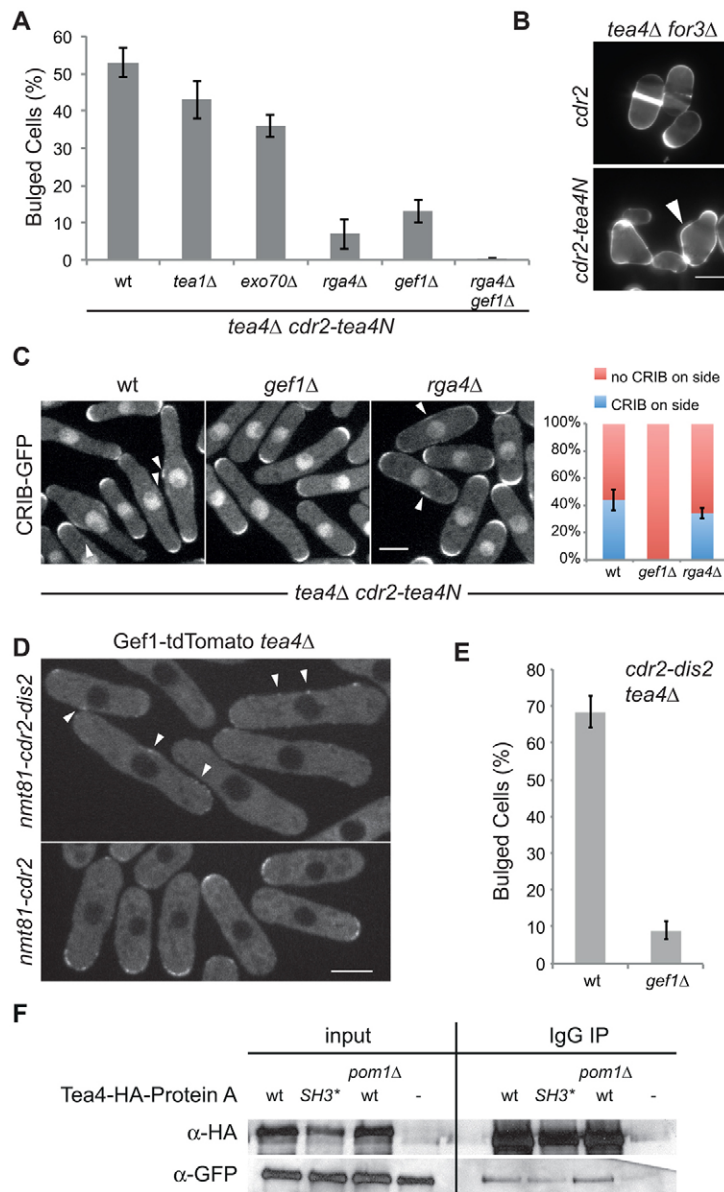 A
Bulged Cells (%)
60
50
40
30
20
10
0
wt
tea1Δ
exo70Δ
rga4Δ
gef1Δ
rga4Δ
gef1Δ
tea4Δ cdr2-tea4N
B
tea4Δ for3Δ
cdr2
cdr2-tea4N
C
wt
gef1Δ
rga4Δ
CRIB-GFP
tea4Δ cdr2-tea4N
no CRIB on side
CRIB on side
100%
80%
60%
40%
20%
0%
wt
gef1Δ
rga4Δ
D
Gef1-tdTomato tea4Δ
nmt81-cdr2-dis2
nmt81-cdr2
E
cdr2-dis2
tea4Δ
Bulged Cells (%)
80
70
60
50
40
30
20
10
0
wt
gef1Δ
F
input
IgG IP
pom1Δ
pom1Δ
Tea4-HA-Protein A
wt
SH3*
wt
-
wt
SH3*
wt
-
α-HA
α-GFP